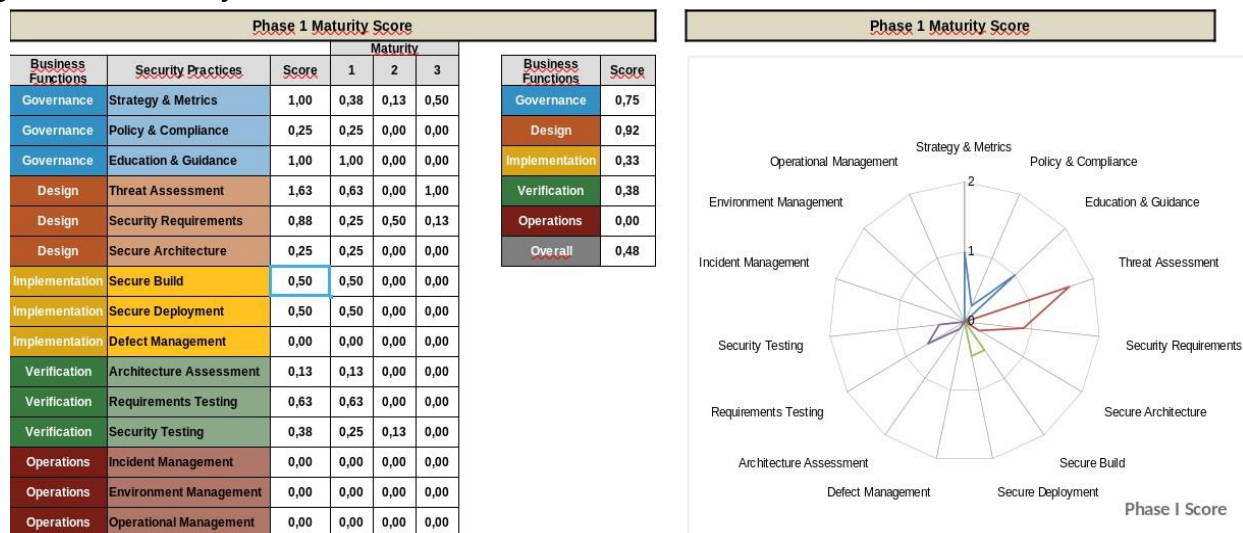 Phase 1 Maturity Score
Maturity
Business Functions Security Practices Score 1 2 3
Governance Strategy & Metrics 1,00 0,38 0,13 0,50
Governance Policy & Compliance 0,25 0,25 0,00 0,00
Governance Education & Guidance 1,00 1,00 0,00 0,00
Design Threat Assessment 1,63 0,63 0,00 1,00
Design Security Requirements 0,88 0,25 0,50 0,13
Design Secure Architecture 0,25 0,25 0,00 0,00
Implementation Secure Build 0,50 0,50 0,00 0,00
Implementation Secure Deployment 0,50 0,50 0,00 0,00
Implementation Defect Management 0,00 0,00 0,00 0,00
Verification Architecture Assessment 0,13 0,13 0,00 0,00
Verification Requirements Testing 0,63 0,63 0,00 0,00
Verification Security Testing 0,38 0,25 0,13 0,00
Operations Incident Management 0,00 0,00 0,00 0,00
Operations Environment Management 0,00 0,00 0,00 0,00
Operations Operational Management 0,00 0,00 0,00 0,00
Business Functions Score
Governance 0,75
Design 0,92
Implementation 0,33
Verification 0,38
Operations 0,00
Overall 0,48
Phase 1 Maturity Score
Strategy & Metrics
Operational Management Policy & Compliance
2
Environment Management Education & Guidance
1
Incident Management Threat Assessment
0
Security Testing Security Requirements
Requirements Testing Secure Architecture
Architecture Assessment Secure Build
Defect Management Secure Deployment
Phase I Score